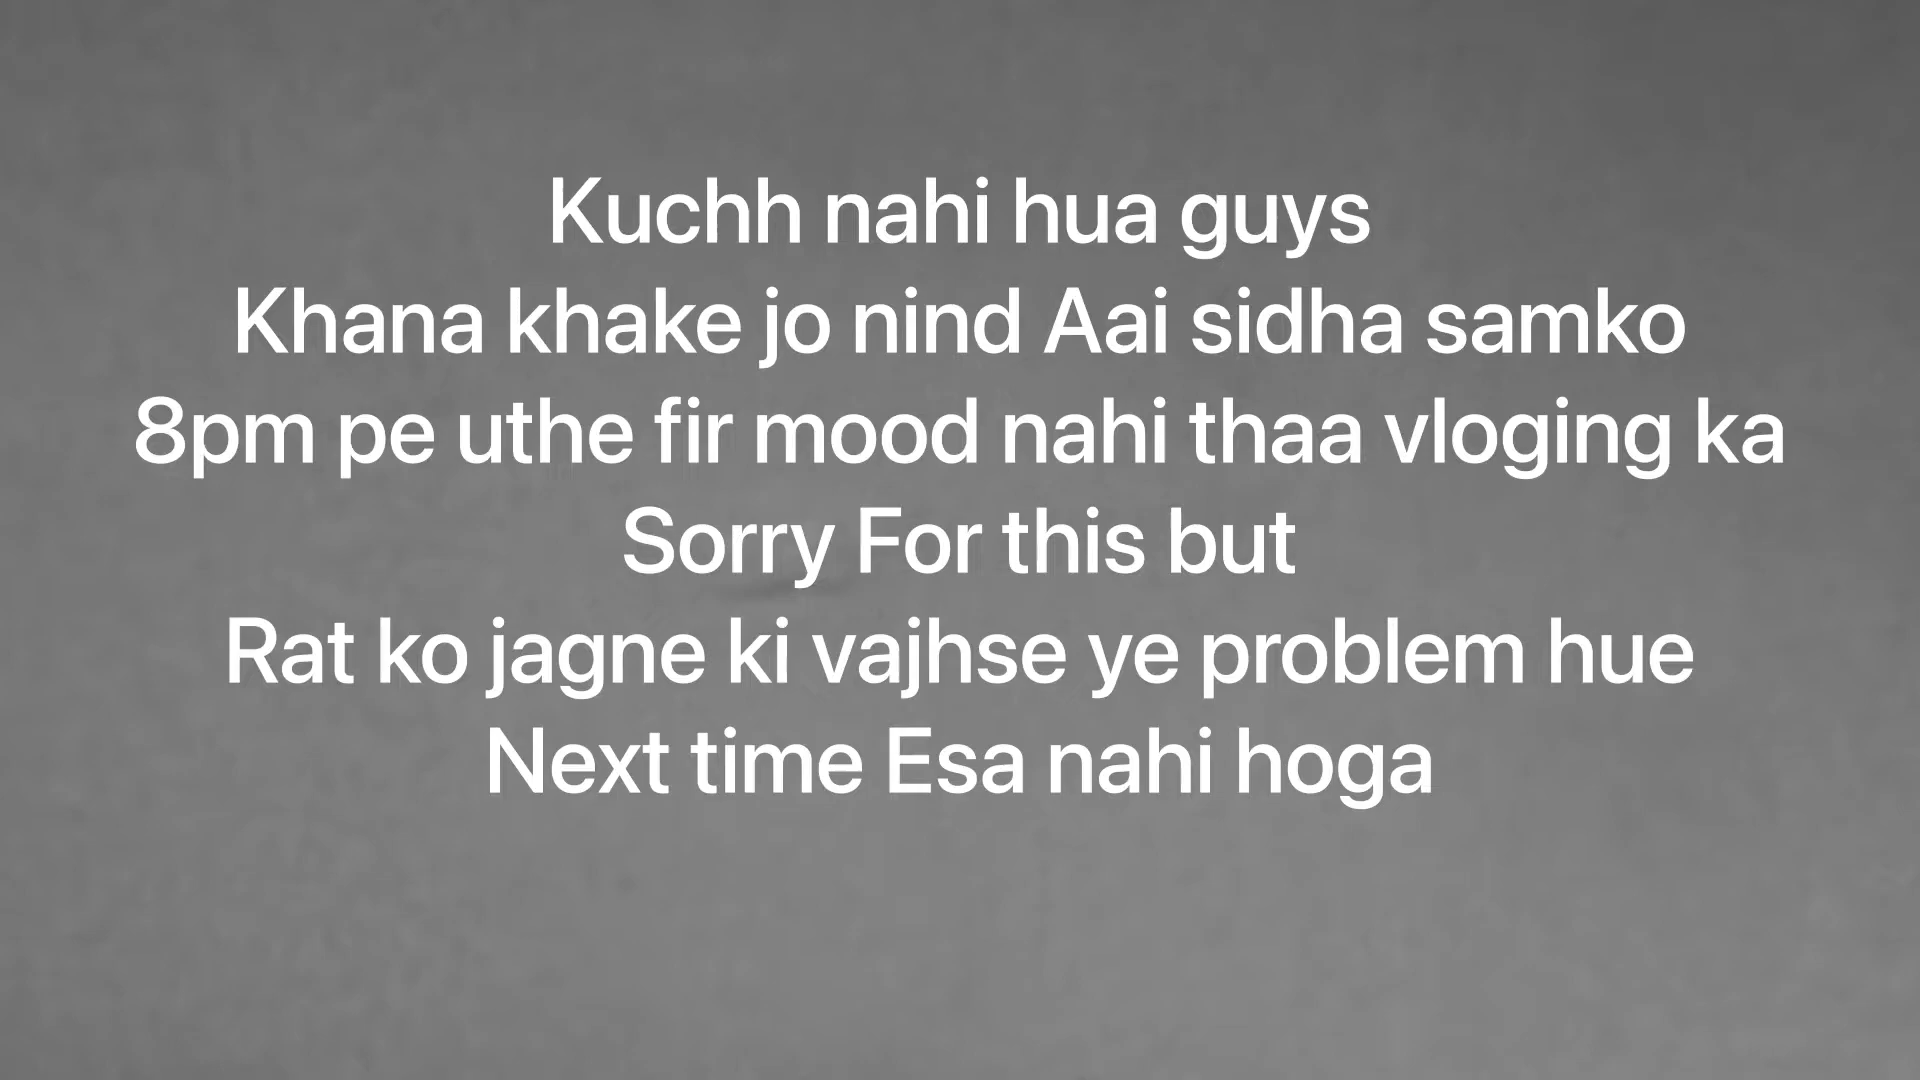 Kuchh nahi hua guys
Khana khake jo nind Aai sidha samko
8pm pe uthe fir mood nahi thaa vloging ka
Sorry For this but
Rat ko jagne ki vajhse ye problem hue
Next time Esa nahi hoga